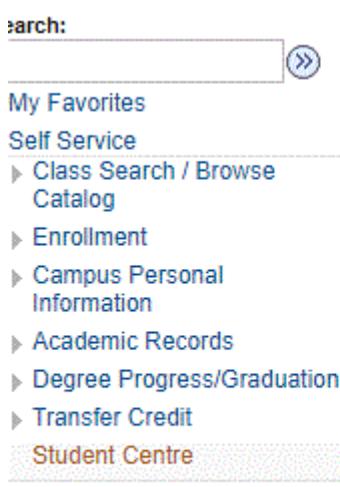 earch:
My Favorites
Self Service
Class Search / Browse
Catalog
Enrollment
Campus Personal
Information
Academic Records
Degree Progress/Graduation
Transfer Credit
Student Centre